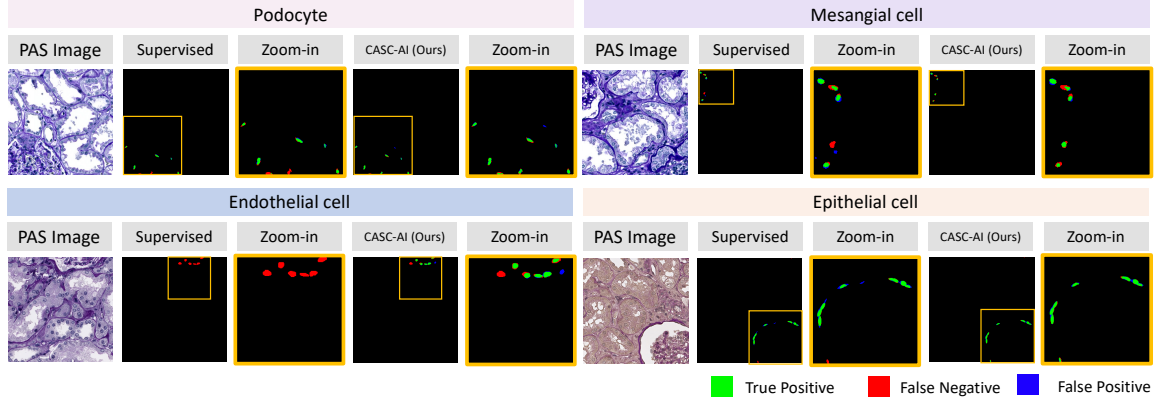 Podocyte
Mesangial cell
PAS Image Supervised Zoom-in CASC-AI (Ours) Zoom-in
PAS Image Supervised Zoom-in CASC-AI (Ours) Zoom-in
Endothelial cell
Epithelial cell
PAS Image Supervised Zoom-in CASC-AI (Ours) Zoom-in
PAS Image Supervised Zoom-in CASC-AI (Ours) Zoom-in
True Positive False Negative False Positive